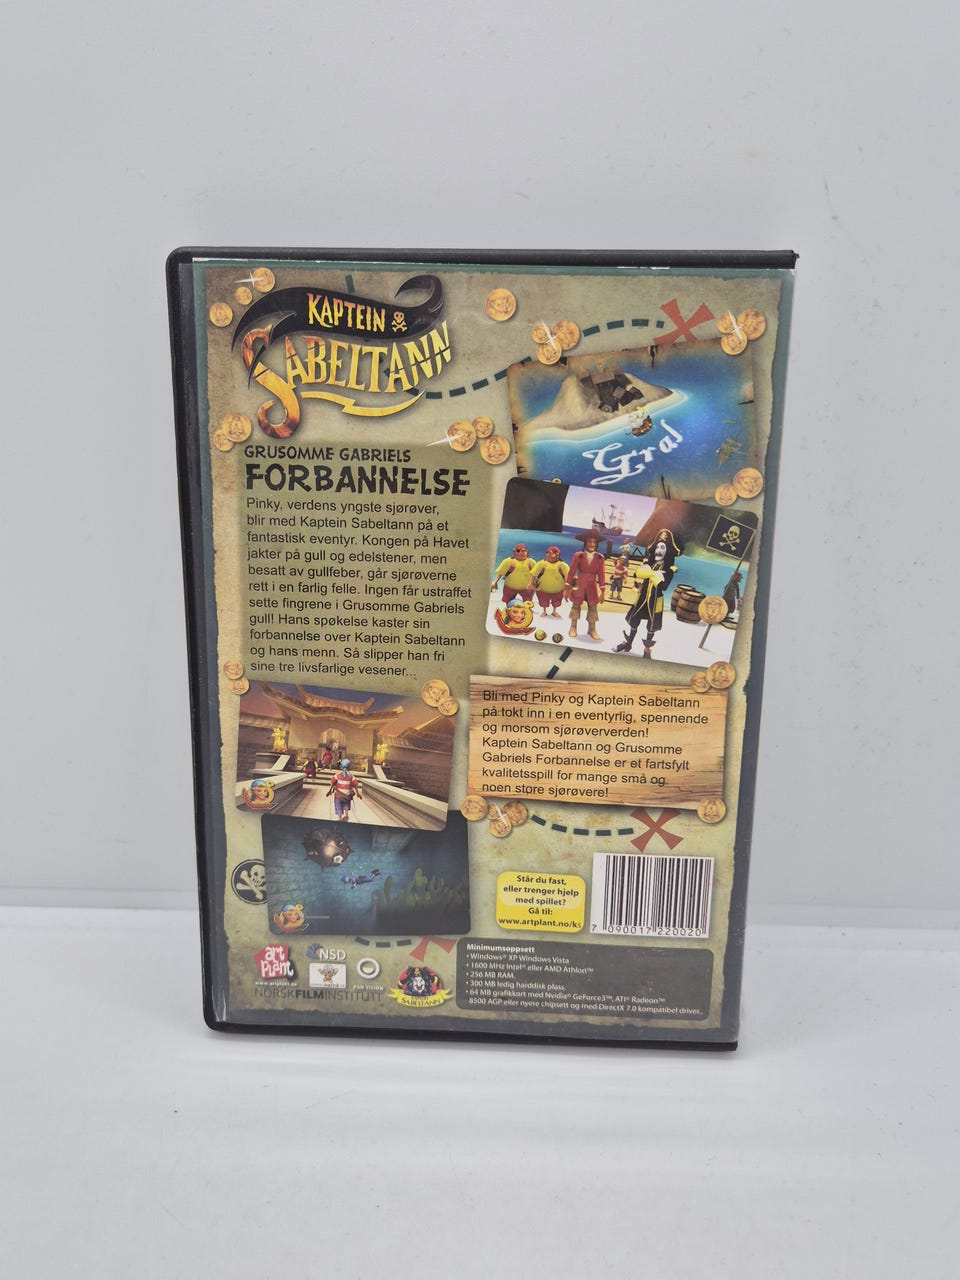 KAPTEIN
SABELTANN
GRUSOMME GABRIELS
FORBANNELSE
Pinky, verdens yngste sjørøver,
blir med Kaptein Sabeltann på et
fantastisk eventyr. Kongen på Havet
jakter på gull og edelstener, men
besatt av gullfeber, går sjørøverne
rett i en farlig felle. Ingen får ustraffet
sette fingrene i Grusomme Gabriels
gull! Hans spøkelse kaster sin
forbannelse over Kaptein Sabeltann
og hans menn. Så slipper han fri
sine tre livsfarlige vesener...
Gral
Bli med Pinky og Kaptein Sabeltann
på tokt inn i en eventyrlig, spennende
og morsom sjørøververden!
Kaptein Sabeltann og Grusomme
Gabriels Forbannelse er et fartsfylt
kvalitetsspill for mange små og
noen store sjørøvere!
Står du fast,
eller trenger hjelp
med spillet?
Gå til:
www.artplant.no/ks
7 090017 220020
art
Plant
www.artplant.no
NSD
PAN VISION
NORSKFILMINSTITUTT
KAPTEIN
SABELTANN
Minimumsoppsett
• Windows® XP Windows Vista
• 1600 MHz Intel® eller AMD Athlon™
• 256 MB RAM.
• 300 MB ledig harddisk plass.
• 64 MB grafikkort med Nvidia® GeForce3™, ATI® Radeon™
8500 AGP eller nyere chipsett og med DirectX 7.0 kompatibel driver.